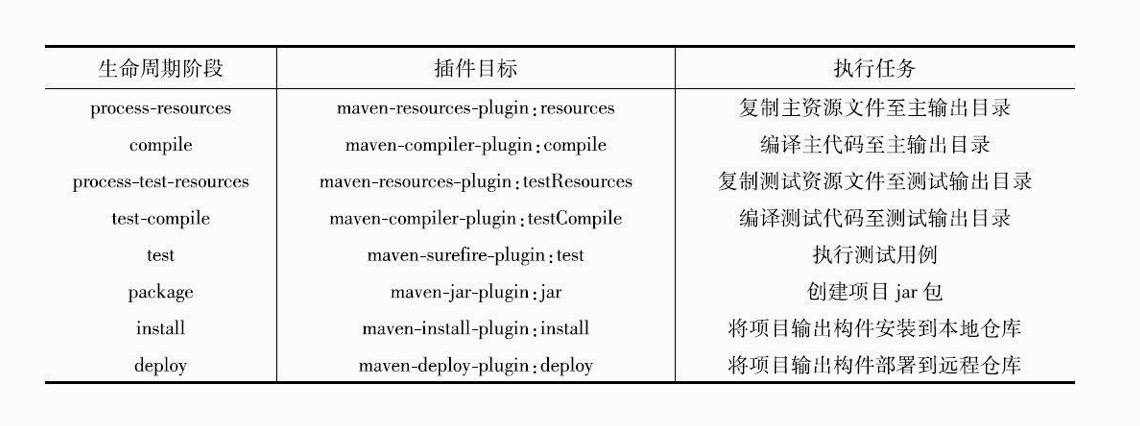 生命周期阶段 插件目标 执行任务
process-resources maven-resources-plugin:resources 复制主资源文件至主输出目录
compile maven-compiler-plugin:compile 编译主代码至主输出目录
process-test-resources maven-resources-plugin:testResources 复制测试资源文件至测试输出目录
test-compile maven-compiler-plugin:testCompile 编译测试代码至测试输出目录
test maven-surefire-plugin:test 执行测试用例
package maven-jar-plugin:jar 创建项目 jar 包
install maven-install-plugin:install 将项目输出构件安装到本地仓库
deploy maven-deploy-plugin:deploy 将项目输出构件部署到远程仓库